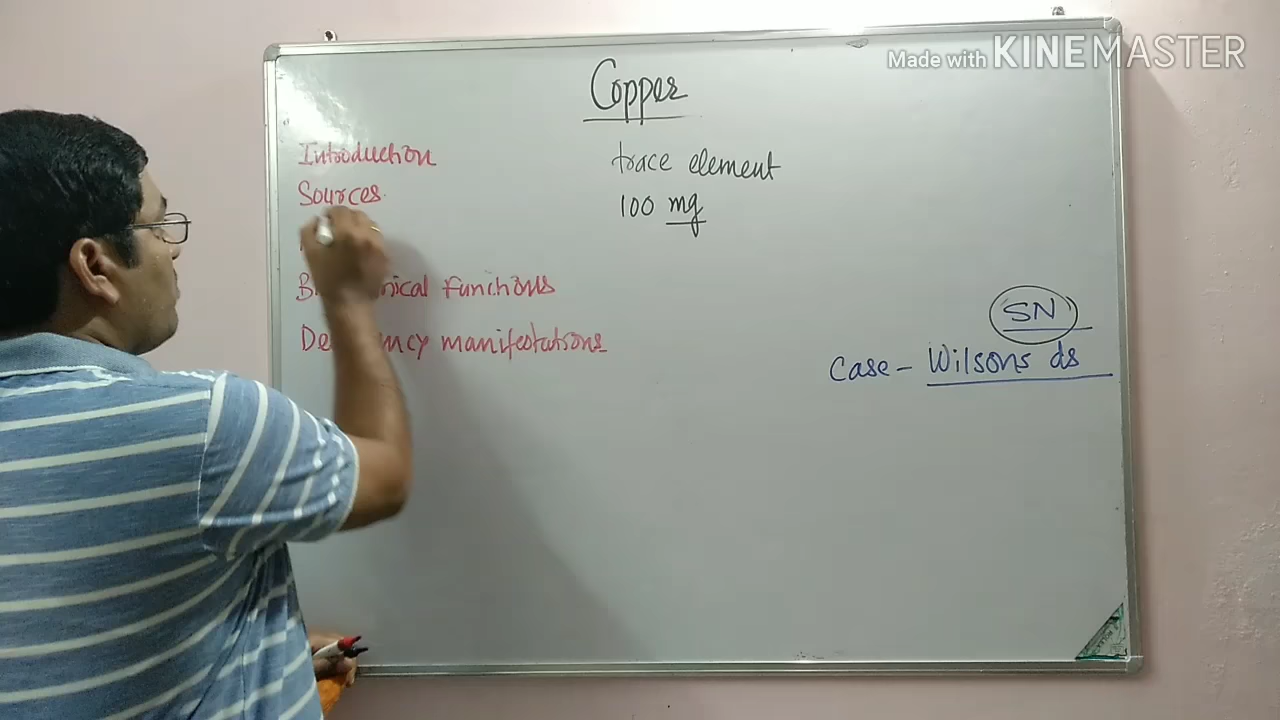 Made with KINEMASTER
Copper
Introduction
trace element
Sources
100 mg
Functions
manifestations
SN
Case - Wilsons ds